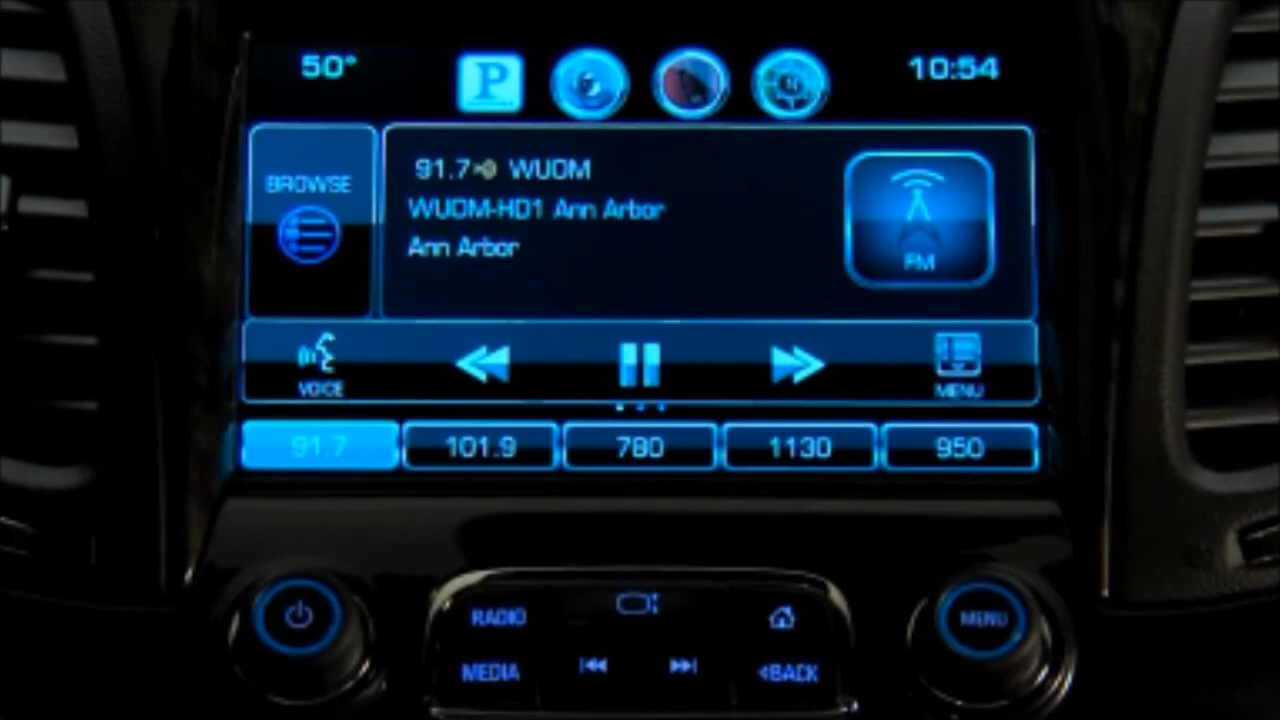 50°
P
10:54
BROWSE
91.7 WUOM
WUOM-HD1 Ann Arbor
Ann Arbor
FM
VOICE
MENU
91.7
101.9
780
1130
950
RADIO
MENU
MEDIA
<BACK